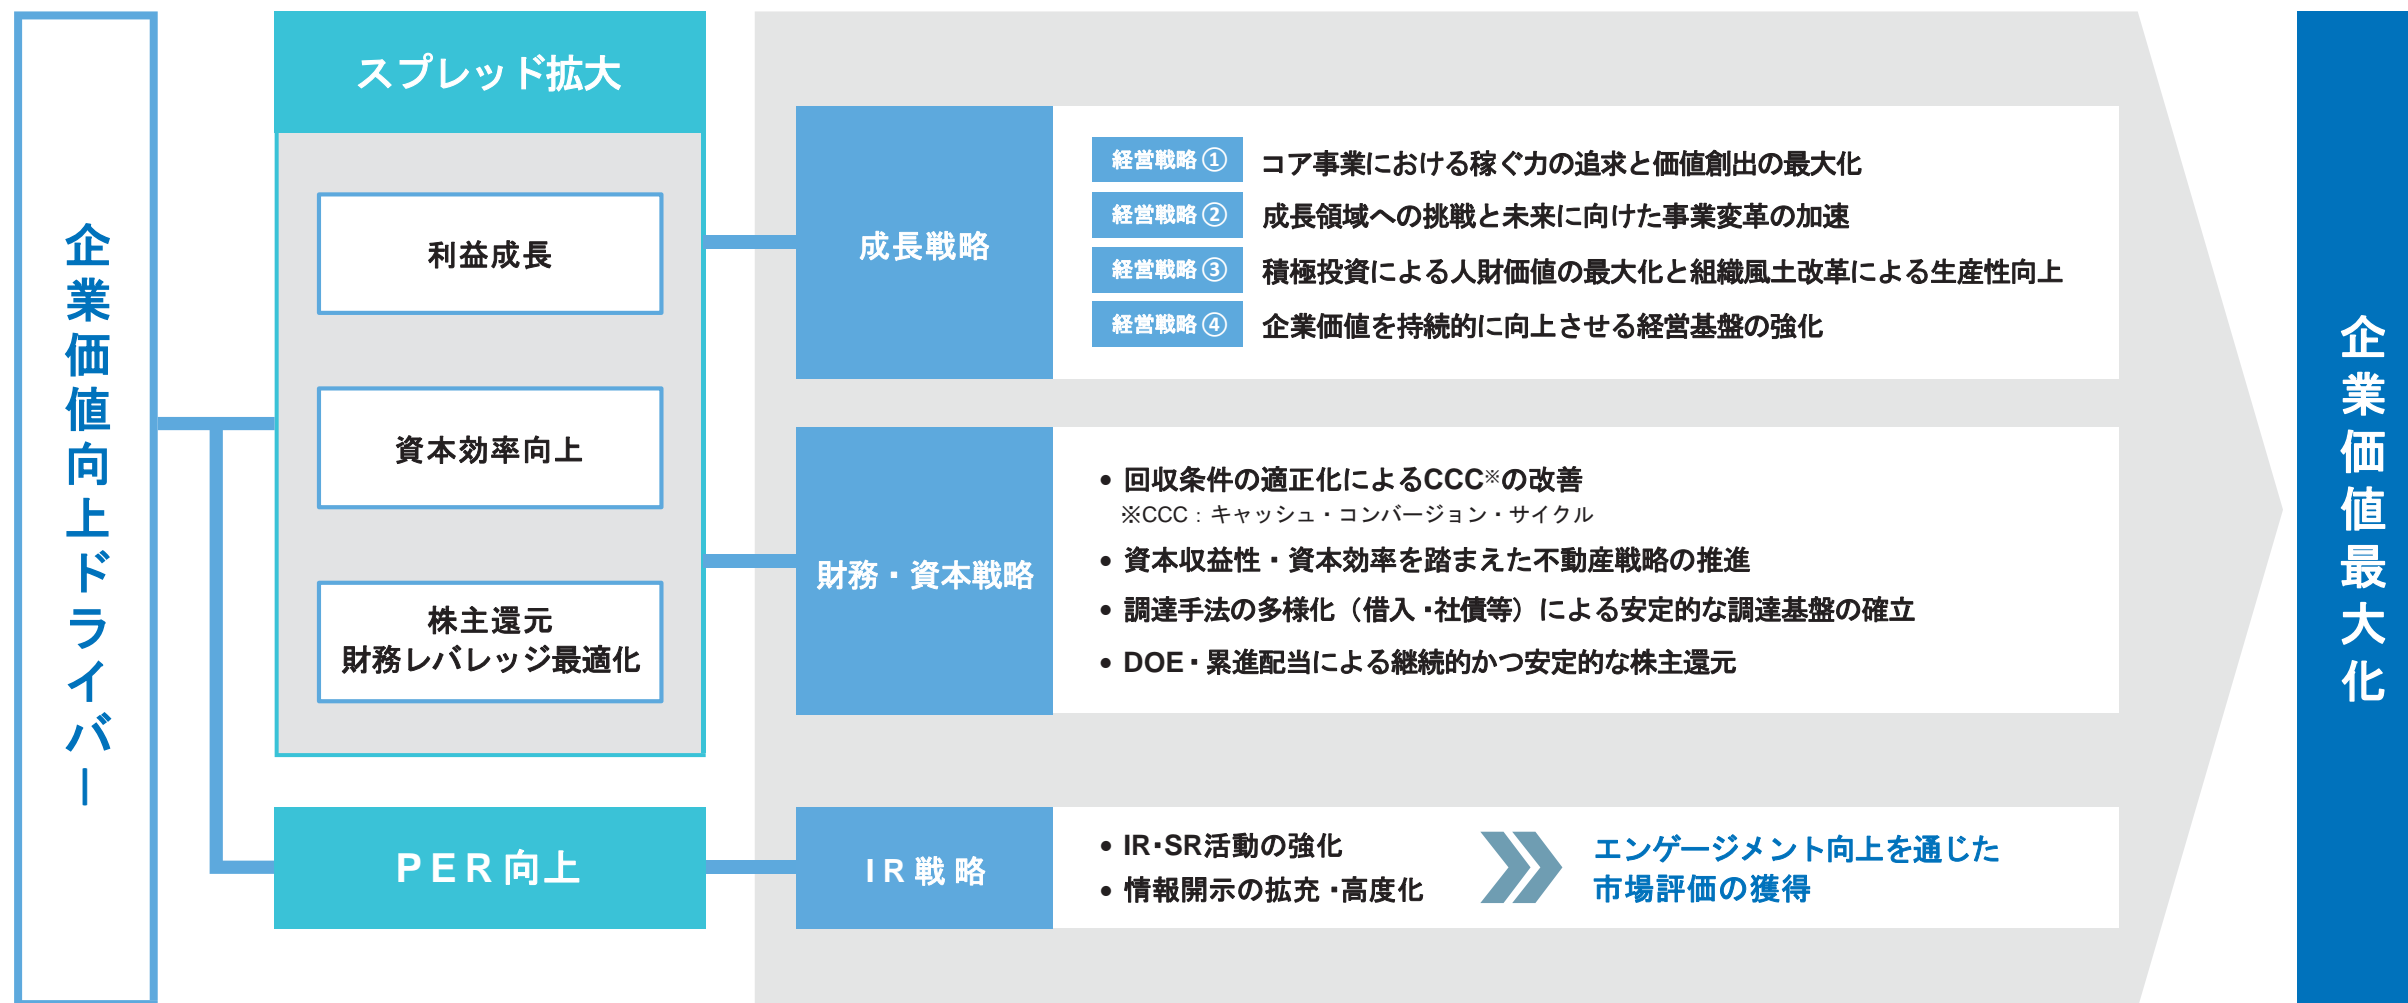 企業価値向上ドライバー
スプレッド拡大
利益成長
資本効率向上
株主還元
財務レバレッジ最適化
PER向上
成長戦略
経営戦略① コア事業における稼ぐ力の追求と価値創出の最大化
経営戦略② 成長領域への挑戦と未来に向けた事業変革の加速
経営戦略③ 積極投資による人財価値の最大化と組織風土改革による生産性向上
経営戦略④ 企業価値を持続的に向上させる経営基盤の強化
財務・資本戦略
• 回収条件の適正化によるCCC※の改善
※CCC：キャッシュ・コンバージョン・サイクル
• 資本収益性・資本効率を踏まえた不動産戦略の推進
• 調達手法の多様化（借入・社債等）による安定的な調達基盤の確立
• DOE・累進配当による継続的かつ安定的な株主還元
IR戦略
• IR・SR活動の強化
• 情報開示の拡充・高度化
エンゲージメント向上を通じた
市場評価の獲得
企業価値最大化